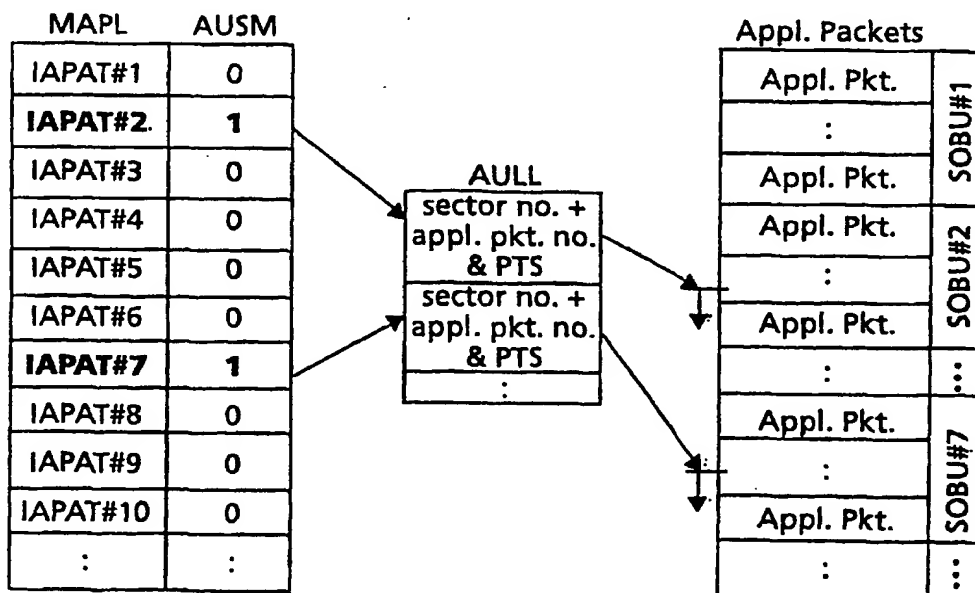 MAPL AUSM
IAPAT#1 0
IAPAT#2. 1
IAPAT#3 0
IAPAT#4 0
IAPAT#5 0
IAPAT#6 0
IAPAT#7 1
IAPAT#8 0
IAPAT#9 0
IAPAT#10 0
: :
AULL
sector no. +
appl. pkt. no.
& PTS
sector no. +
appl. pkt. no.
& PTS
:
Appl. Packets
Appl. Pkt.
:
Appl. Pkt.
SOBU#1
Appl. Pkt.
:
Appl. Pkt.
SOBU#2
:
...
Appl. Pkt.
:
Appl. Pkt.
SOBU#7
:
...